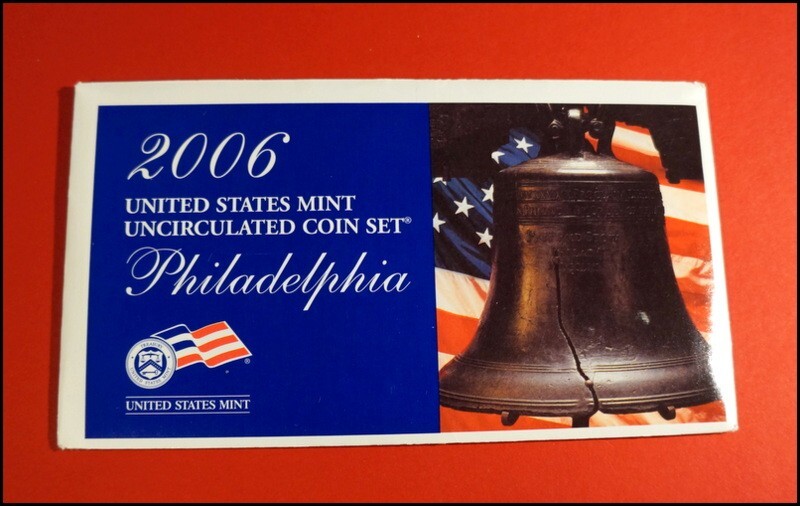 2006
UNITED STATES MINT
UNCIRCULATED COIN SET®
Philadelphia
®
UNITED STATES MINT